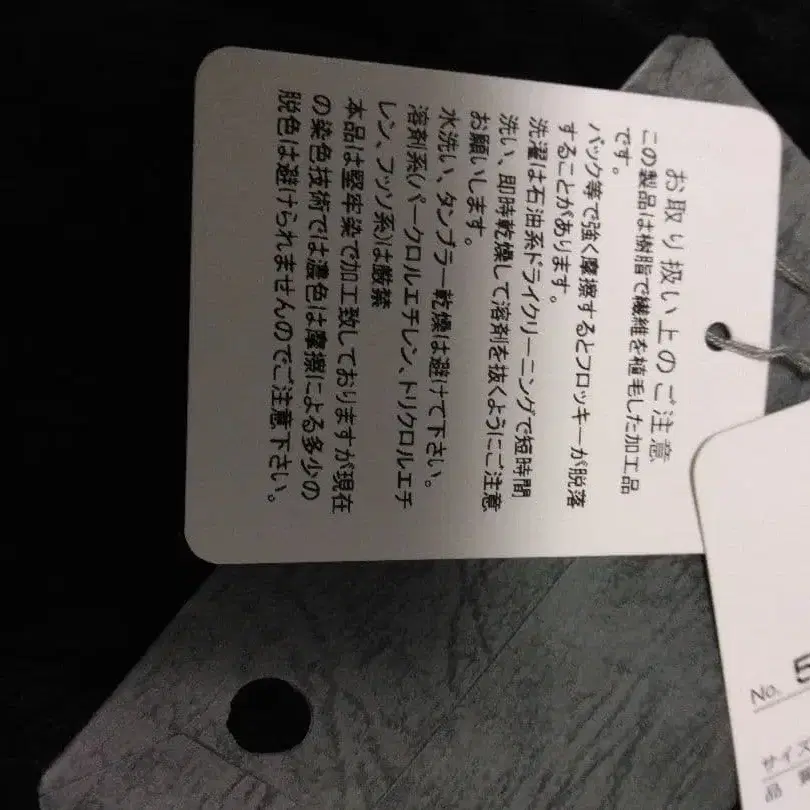 お取り扱い上のご注意
この製品は樹脂で繊維を植毛した加工品
です。
バック等で強く摩擦するとフロッキーが脱落
することがあります。
洗濯は石油系ドライクリーニングで短時間
洗い、即時乾燥して溶剤を抜くようにご注意
お願いします。
水洗い、タンブラー乾燥は避けて下さい。
溶剤系(パークロルエチレン、トリクロルエチ
レン、フッソ系)は厳禁
本品は堅牢染で加工致しておりますが現在
の染色技術では濃色は摩擦による多少の
脱色は避けられませんのでご注意下さい。
No. 5
サイズ
品